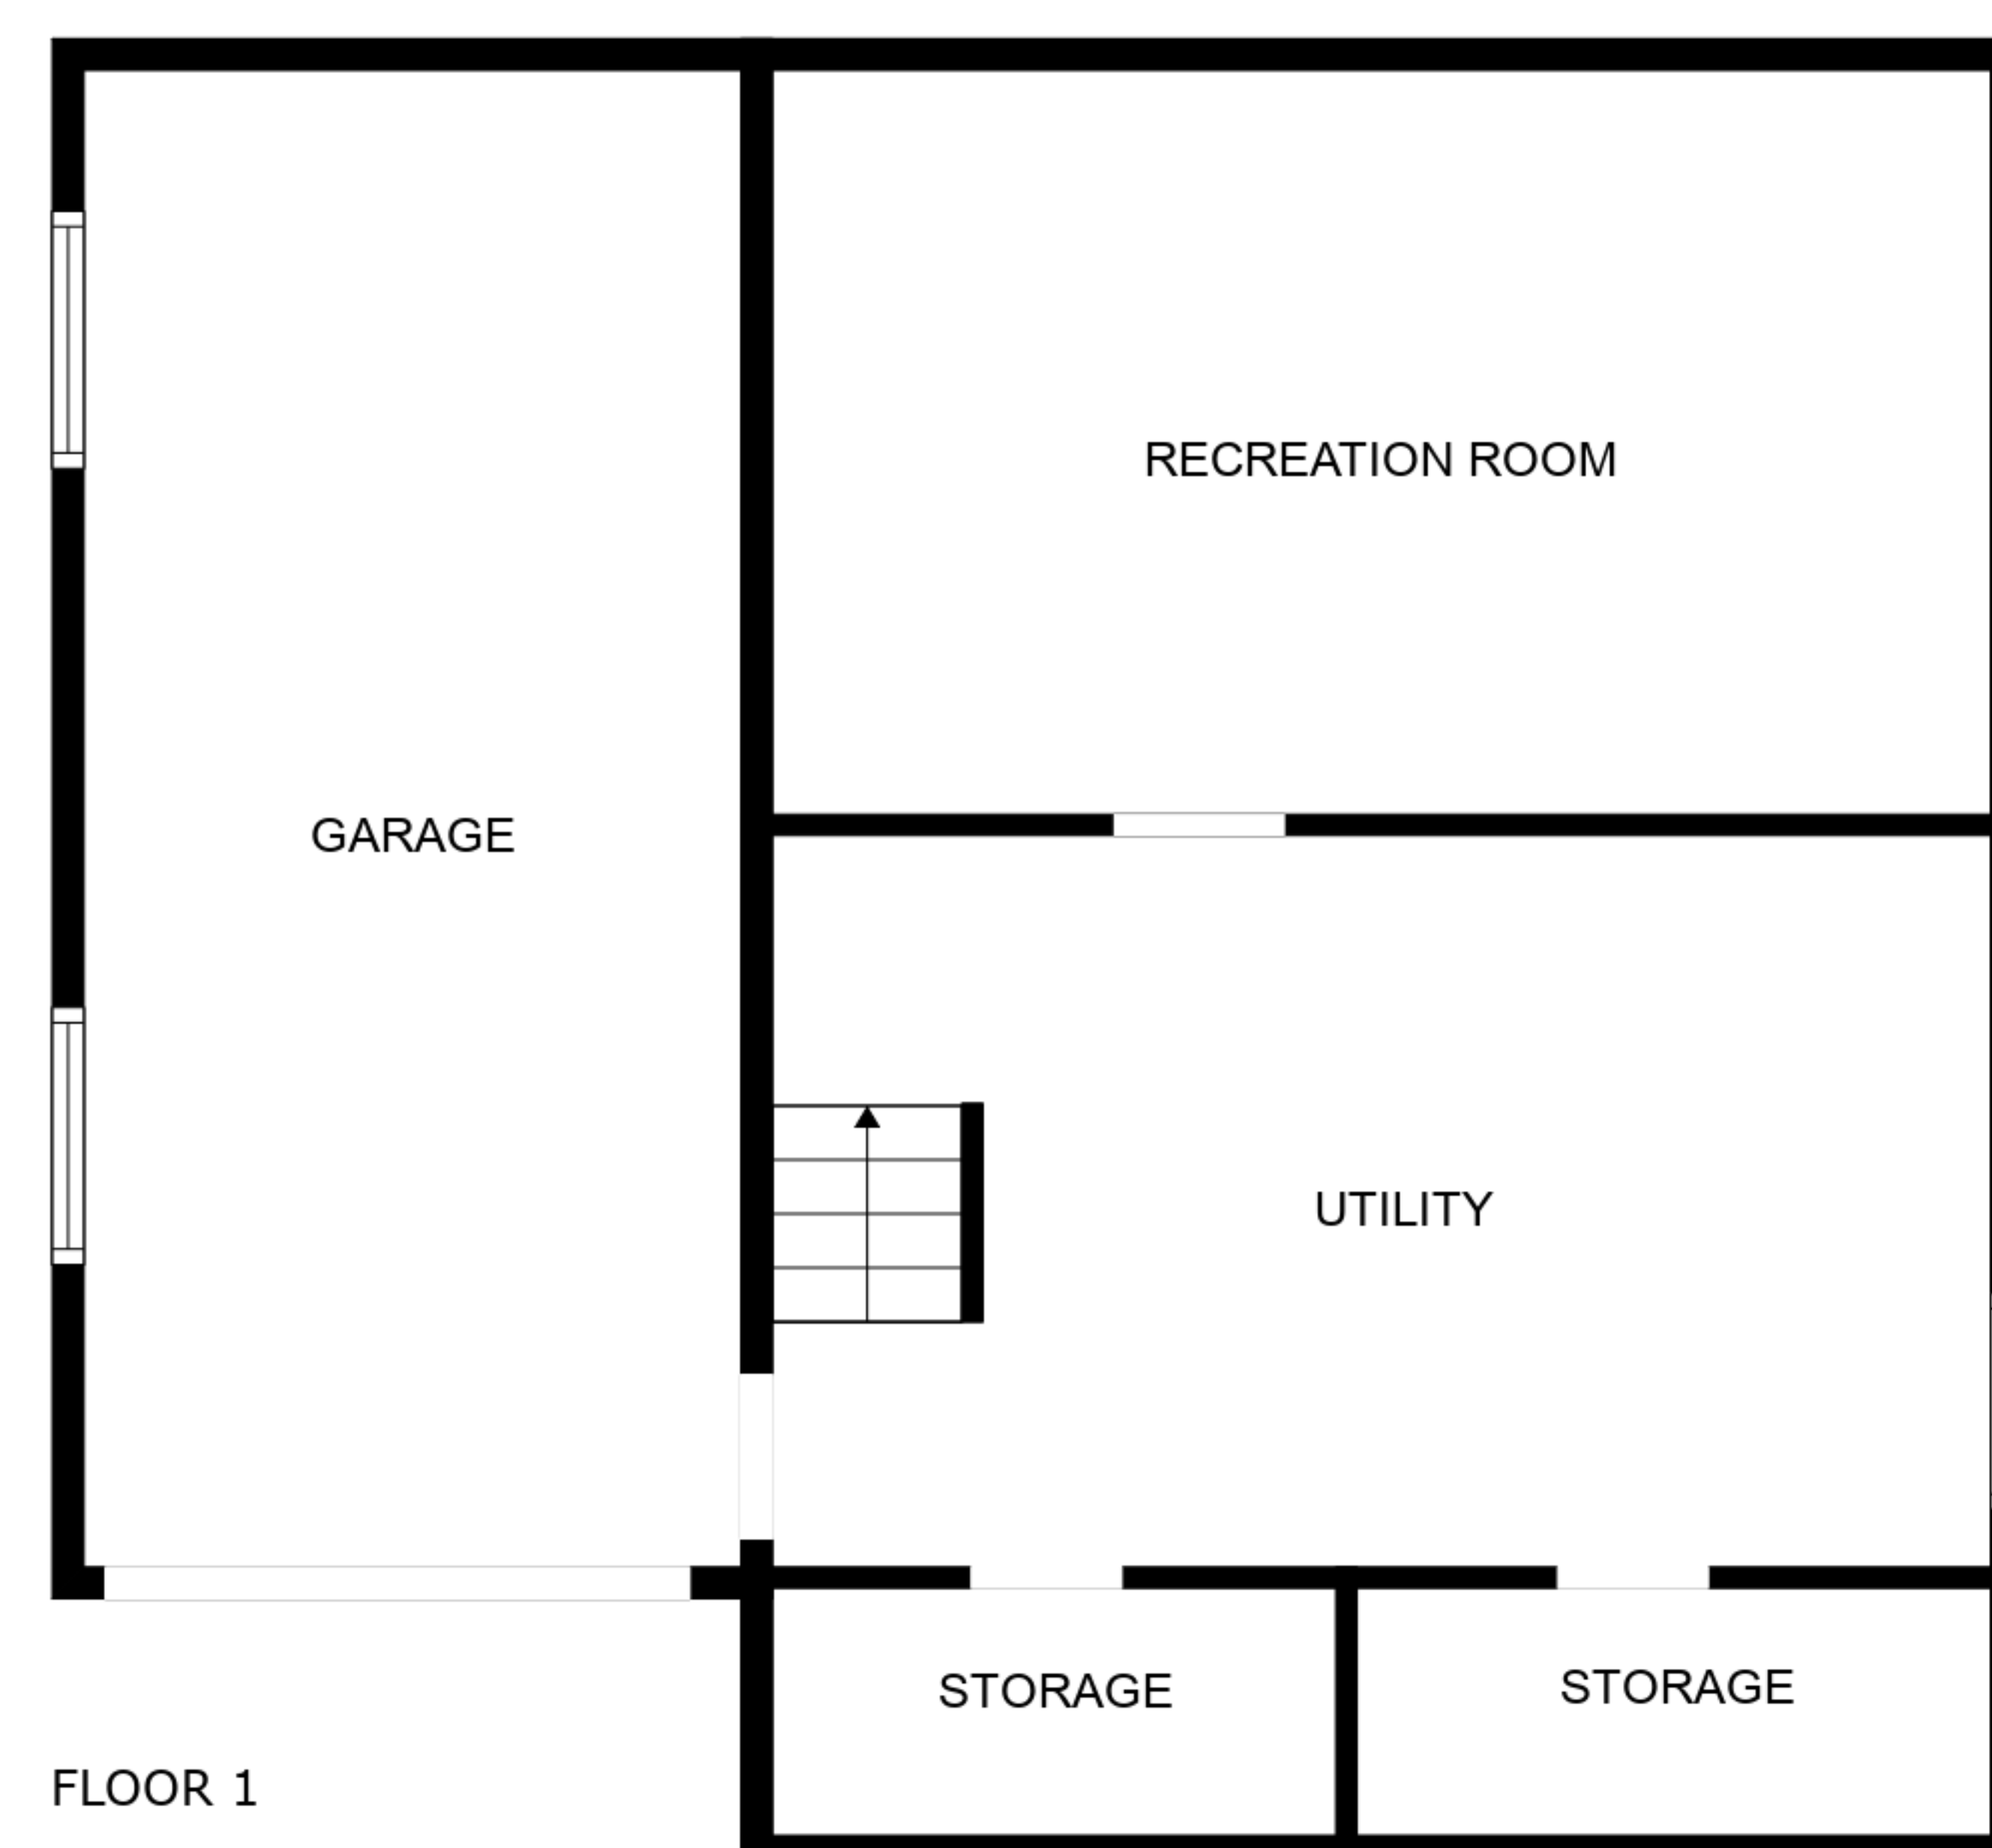 RECREATION ROOM
GARAGE
UTILITY
STORAGE
STORAGE
FLOOR 1